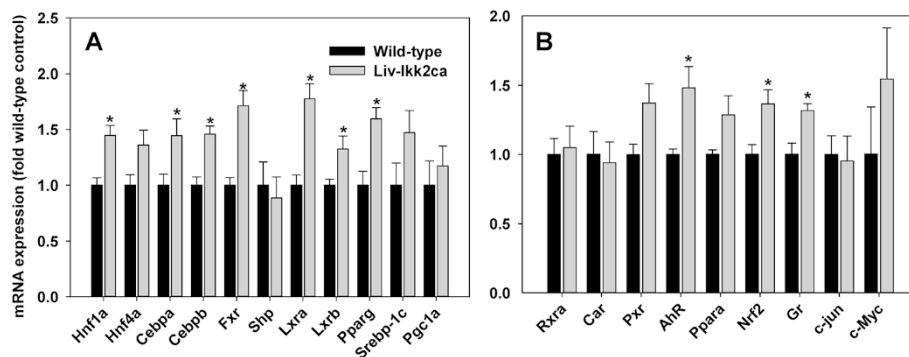 mRNA expression (fold wild-type control)
2.5
2.0
1.5
1.0
0.5
0.0
A
Wild-type
Liv-Ikk2ca
* * * * * * *
Hnf1a Hnf4a Cebpa Cebpb Fxr Shp Lxra Lxrb Pparg Srebp-1c Pgc1a
2.0
1.5
1.0
0.5
0.0
B
* * *
Rxra Car Pxr AhR Ppara Nrf2 Gr c-jun c-Myc